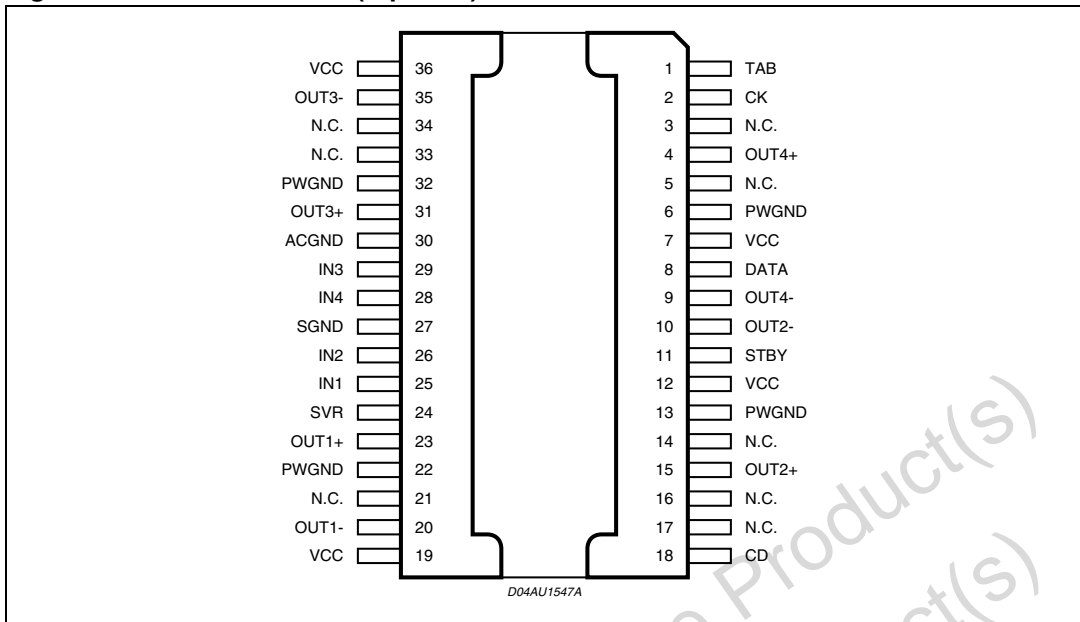 VCC 36 1 TAB
OUT3- 35 2 CK
N.C. 34 3 N.C.
N.C. 33 4 OUT4+
PWGND 32 5 N.C.
OUT3+ 31 6 PWGND
ACGND 30 7 VCC
IN3 29 8 DATA
IN4 28 9 OUT4-
SGND 27 10 OUT2-
IN2 26 11 STBY
IN1 25 12 VCC
SVR 24 13 PWGND
OUT1+ 23 14 N.C.
PWGND 22 15 OUT2+
N.C. 21 16 N.C.
OUT1- 20 17 N.C.
VCC 19 18 CD
D04AU1547A
Product(s)